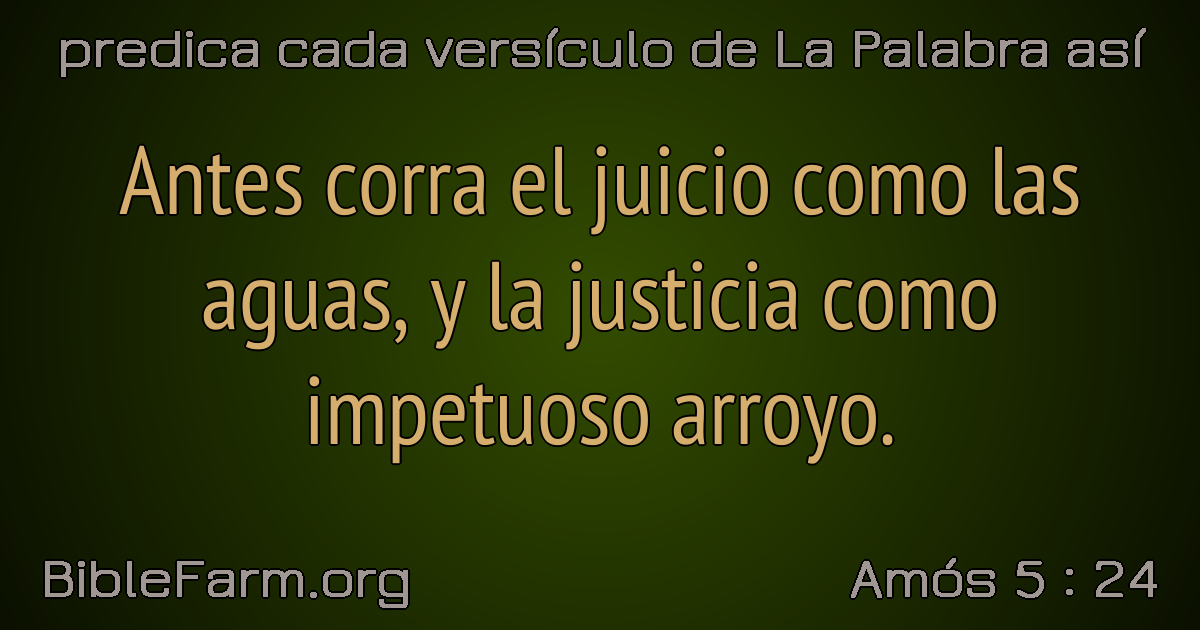 predica cada versículo de La Palabra así
Antes corra el juicio como las
aguas, y la justicia como
impetuoso arroyo.
BibleFarm.org
Amós 5 : 24